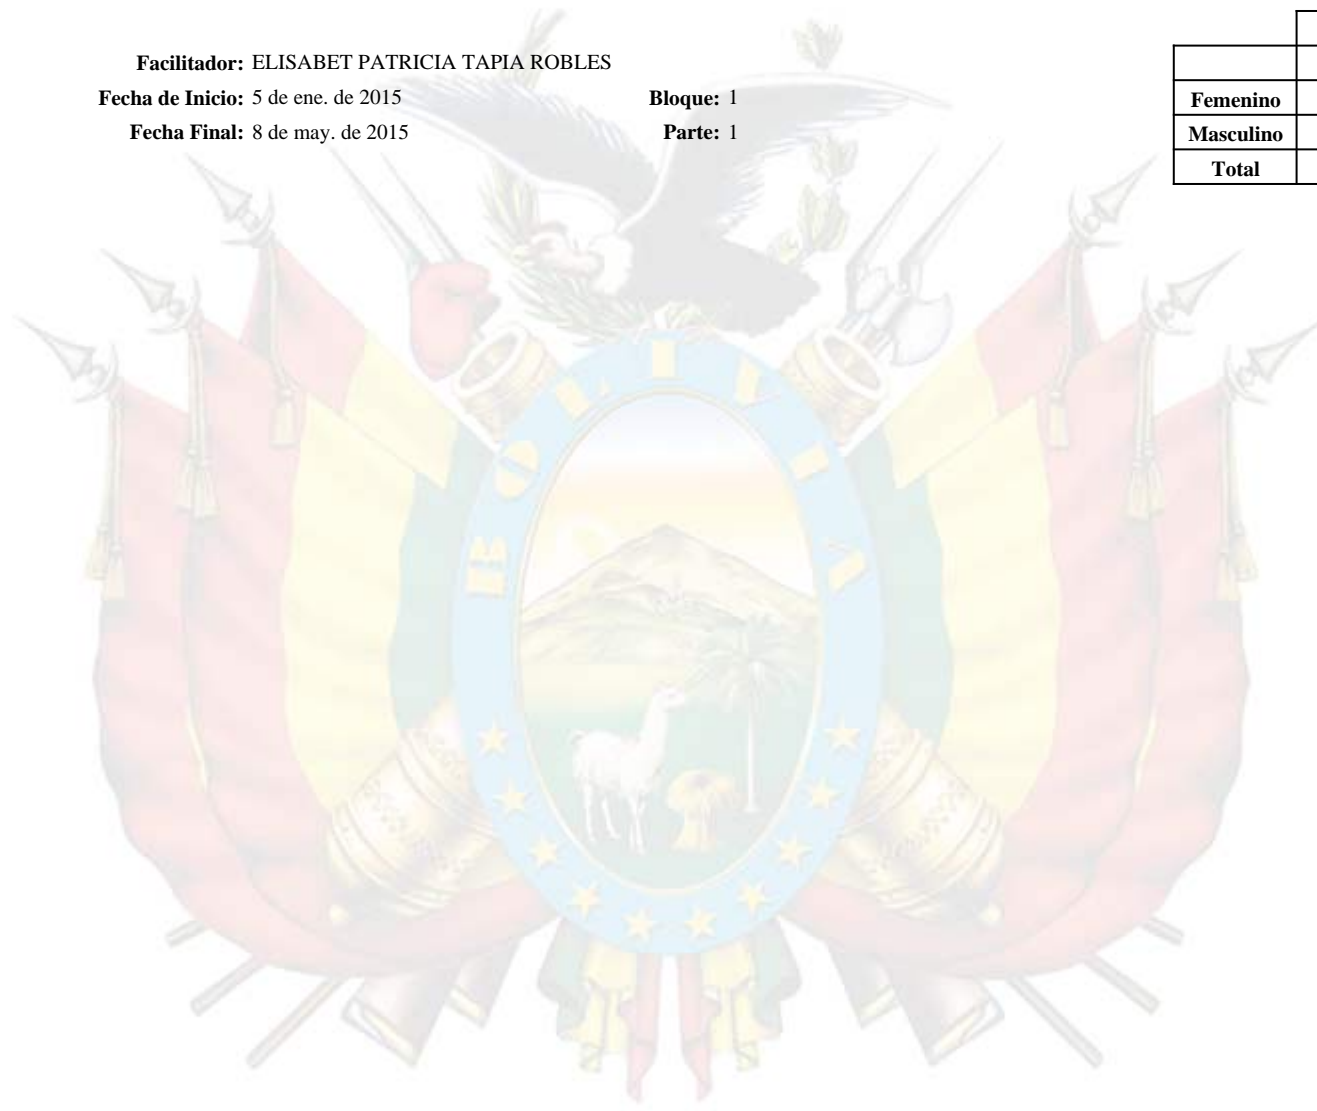 Facilitador: ELISABET PATRICIA TAPIA ROBLES
Fecha de Inicio: 5 de ene. de 2015 Bloque: 1
Fecha Final: 8 de may. de 2015 Parte: 1
Femenino
Masculino
Total
BOLIVIA